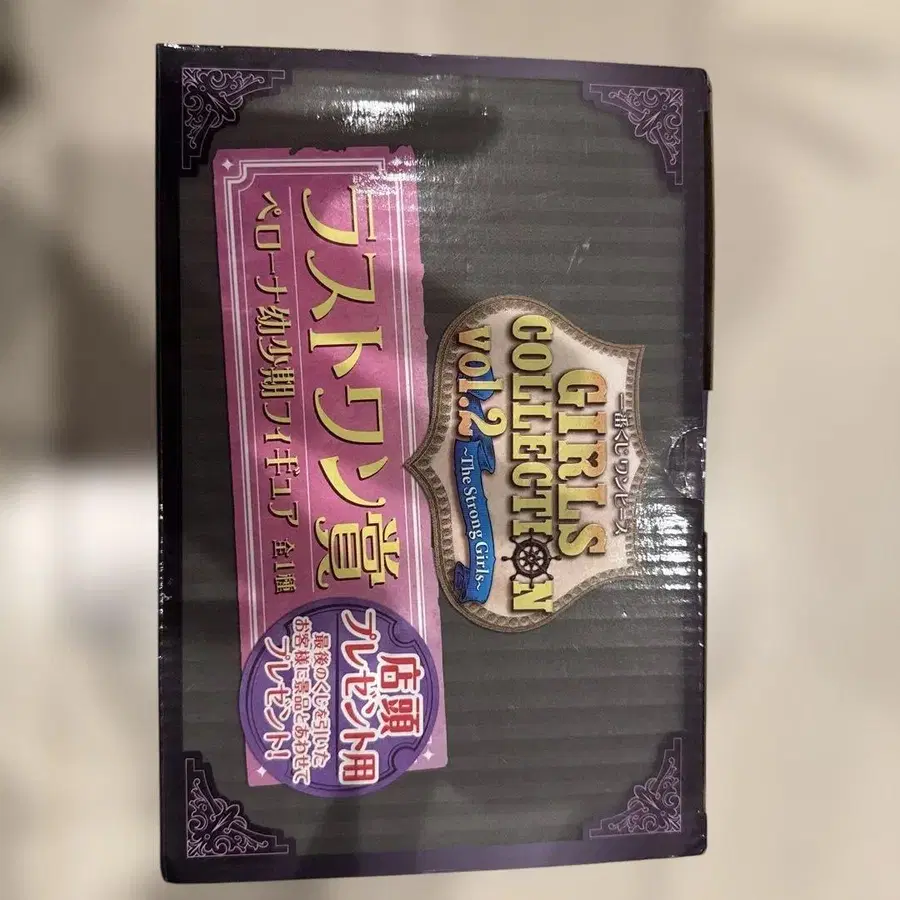 一番くじ ワンピース
GIRLS
COLLECTION
vol.2
~The Strong Girls~
ラストワン賞
ペローナ幼少期フィギュア 全1種
店頭
プレゼント用
最後のくじを引いた
お客様に景品とあわせて
プレゼント!